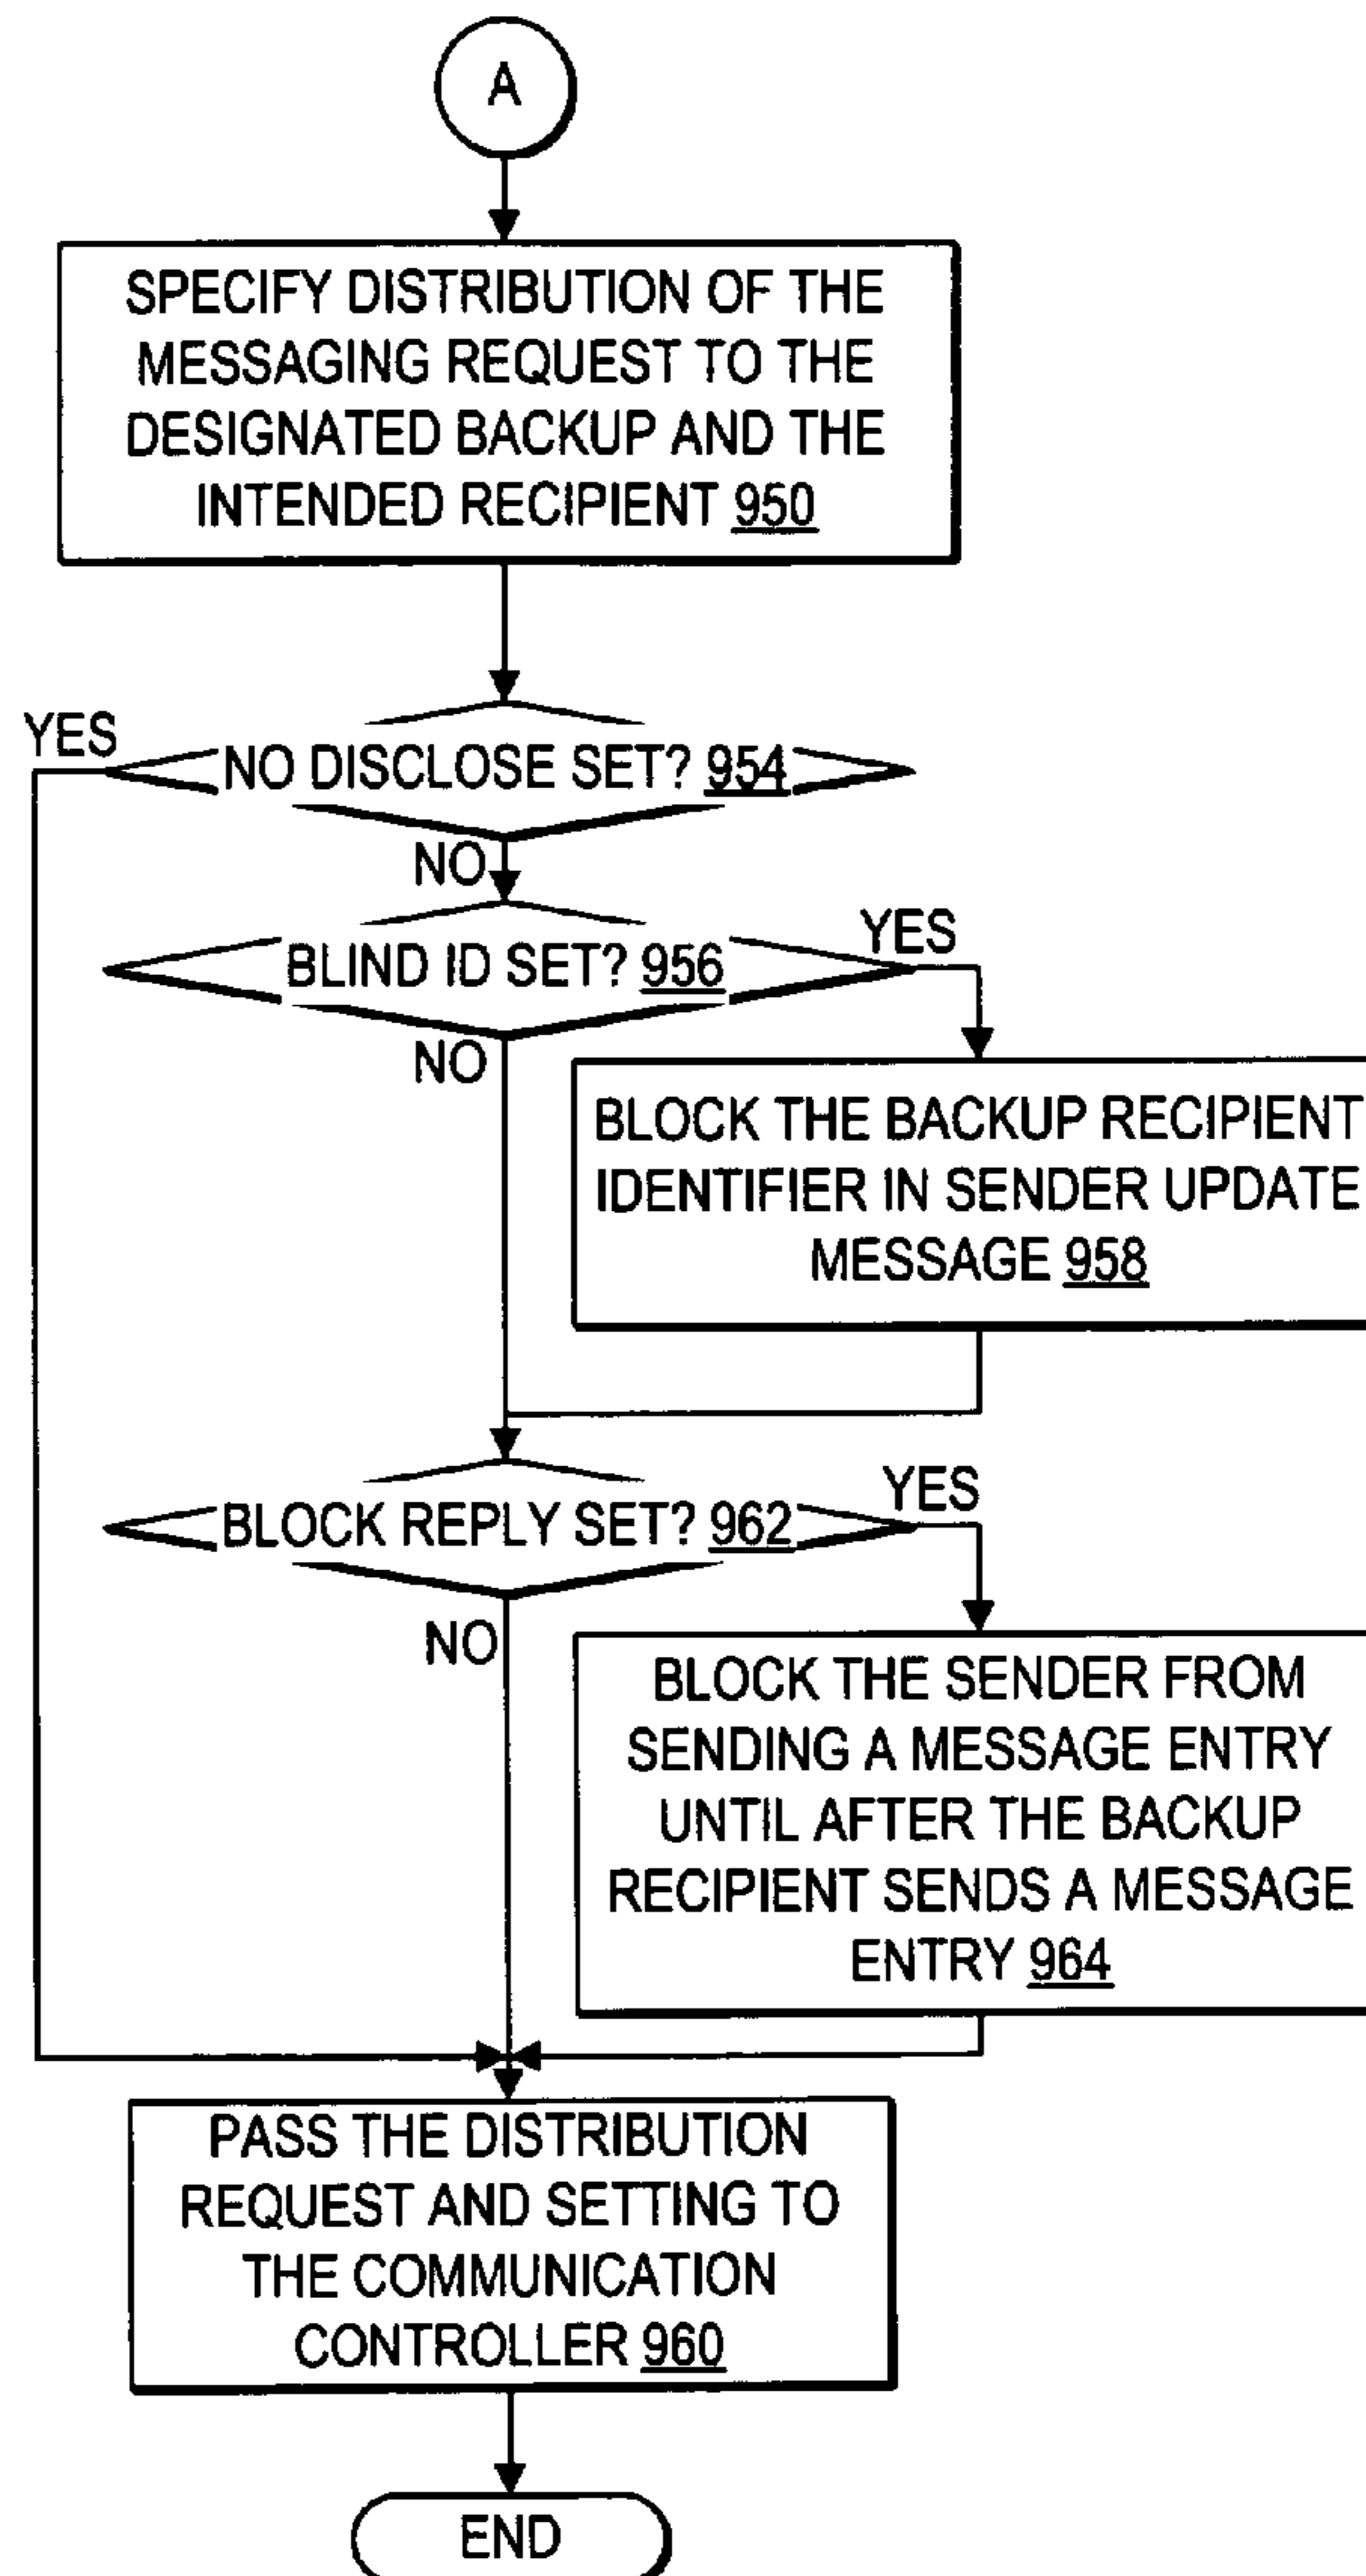 A
SPECIFY DISTRIBUTION OF THE
MESSAGING REQUEST TO THE
DESIGNATED BACKUP AND THE
INTENDED RECIPIENT 950
YES
NO DISCLOSE SET? 954
NO
BLIND ID SET? 956
YES
NO
BLOCK THE BACKUP RECIPIENT
IDENTIFIER IN SENDER UPDATE
MESSAGE 958
BLOCK REPLY SET? 962
YES
NO
BLOCK THE SENDER FROM
SENDING A MESSAGE ENTRY
UNTIL AFTER THE BACKUP
RECIPIENT SENDS A MESSAGE
ENTRY 964
PASS THE DISTRIBUTION
REQUEST AND SETTING TO
THE COMMUNICATION
CONTROLLER 960
END